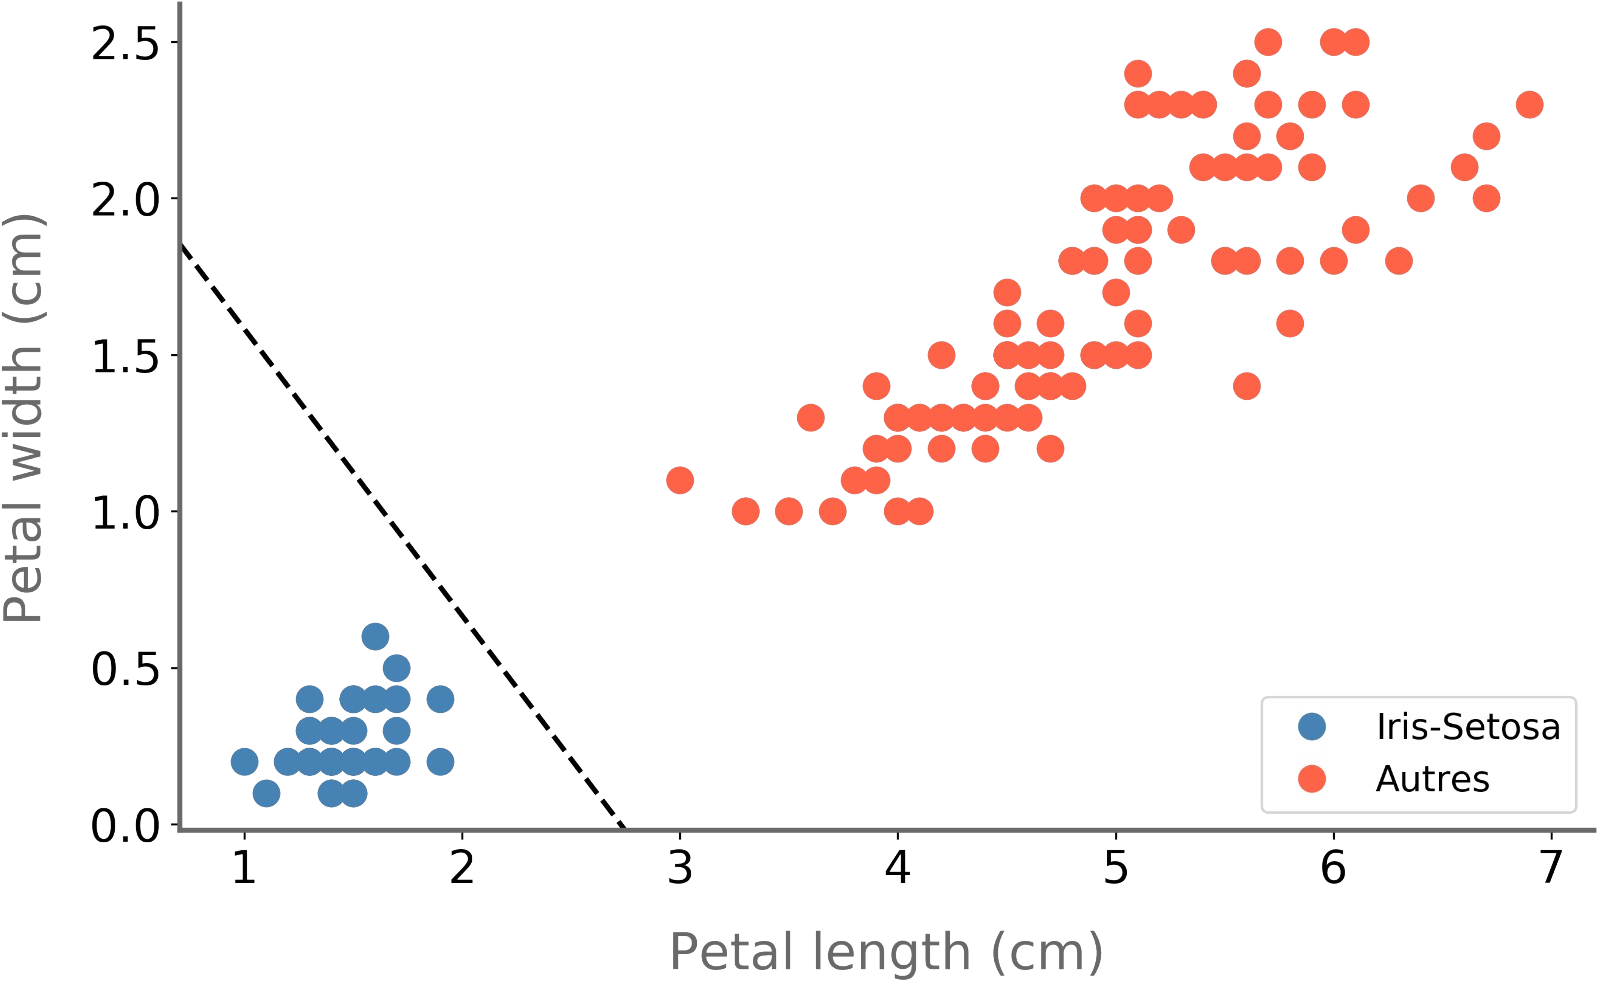 2.5
2.0
1.5
1.0
0.5
0.0
Petal width (cm)
1 2 3 4 5 6 7
Petal length (cm)
Iris-Setosa
Autres